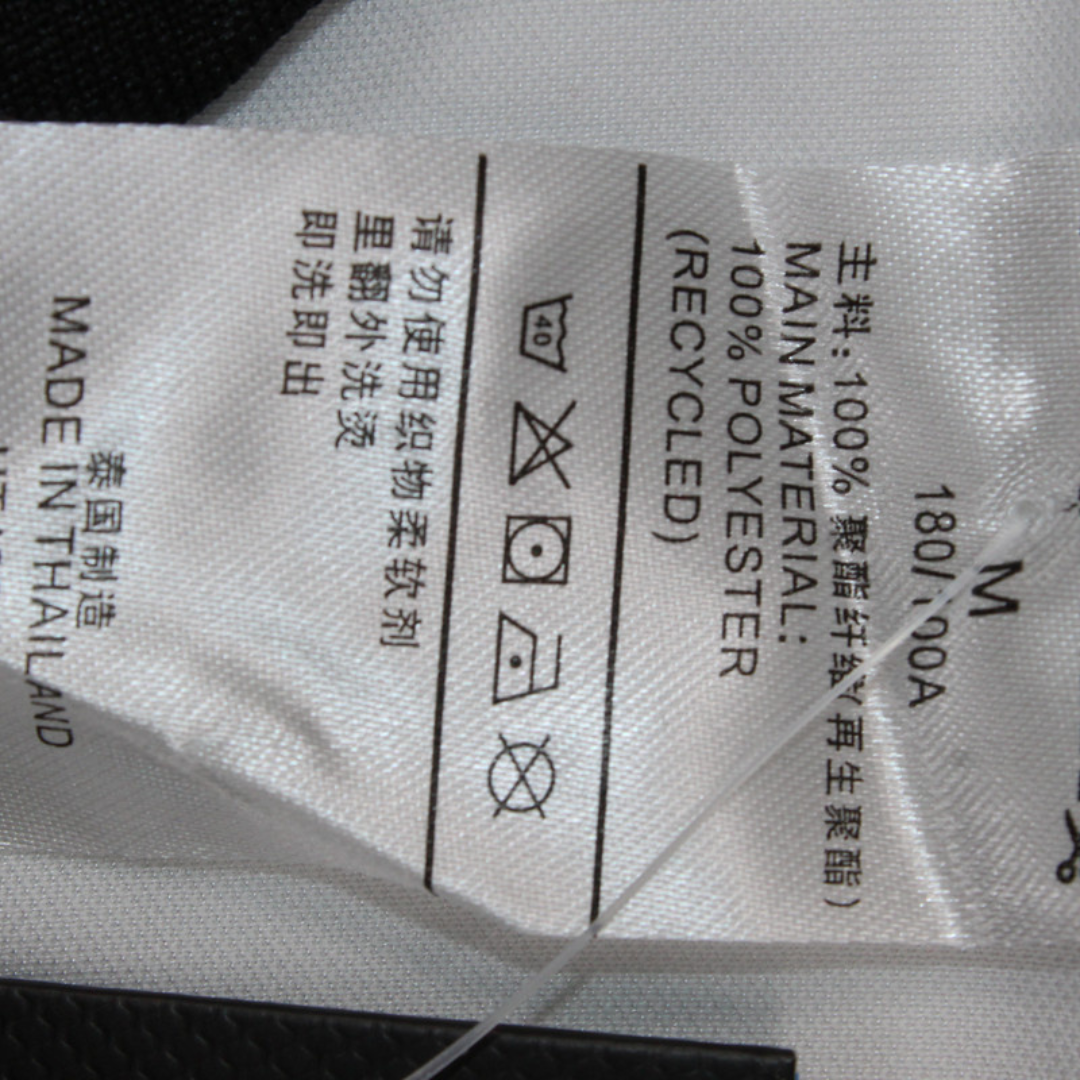 M
180/100A
主料: 100% 聚酯纤维(再生聚酯)
MAIN MATERIAL:
100% POLYESTER
(RECYCLED)
40
请勿使用织物柔软剂
里翻外洗烫
即洗即出
泰国制造
MADE IN THAILAND